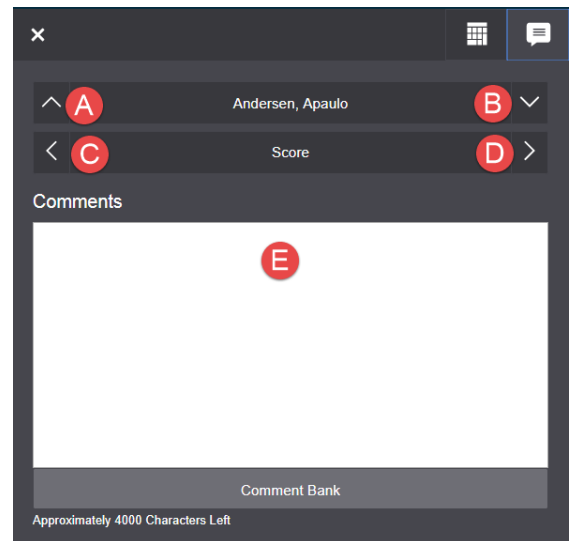 A
Andersen, Apaulo
B
C
Score
D
Comments
E
Comment Bank
Approximately 4000 Characters Left